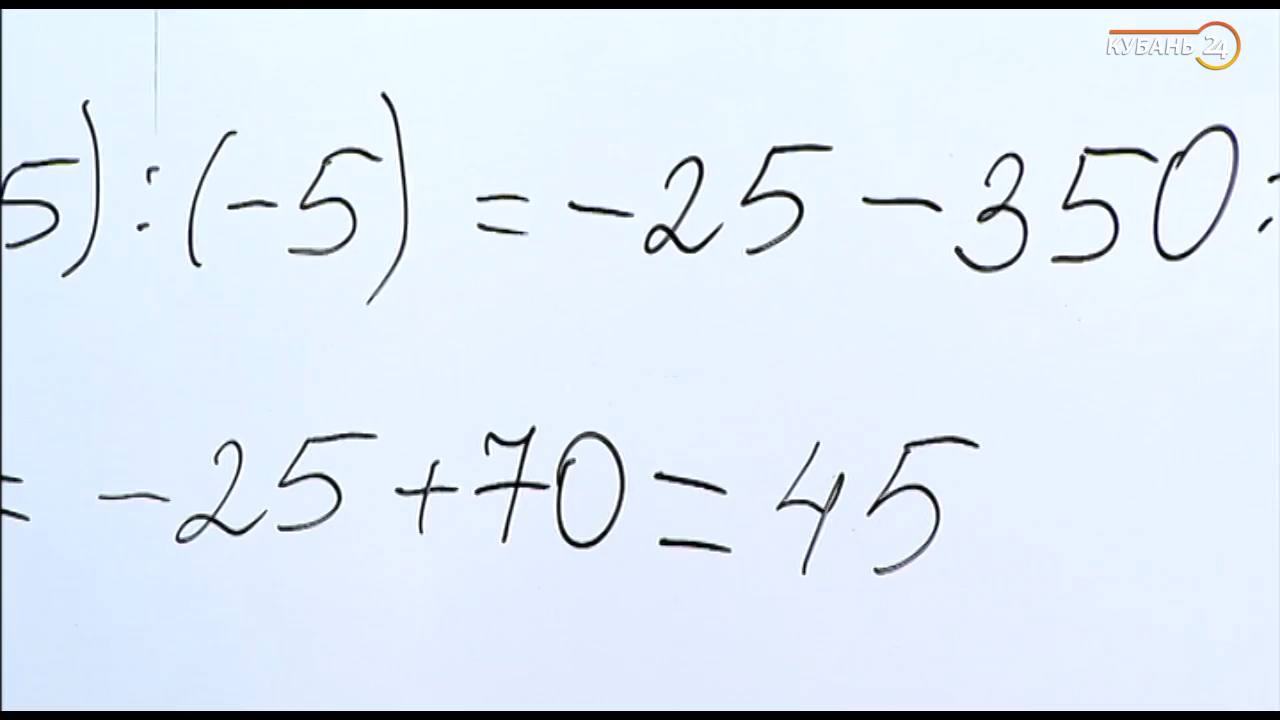 КУБАНЬ 24
5) : (-5) = -25 - 350 :
= -25 + 70 = 45